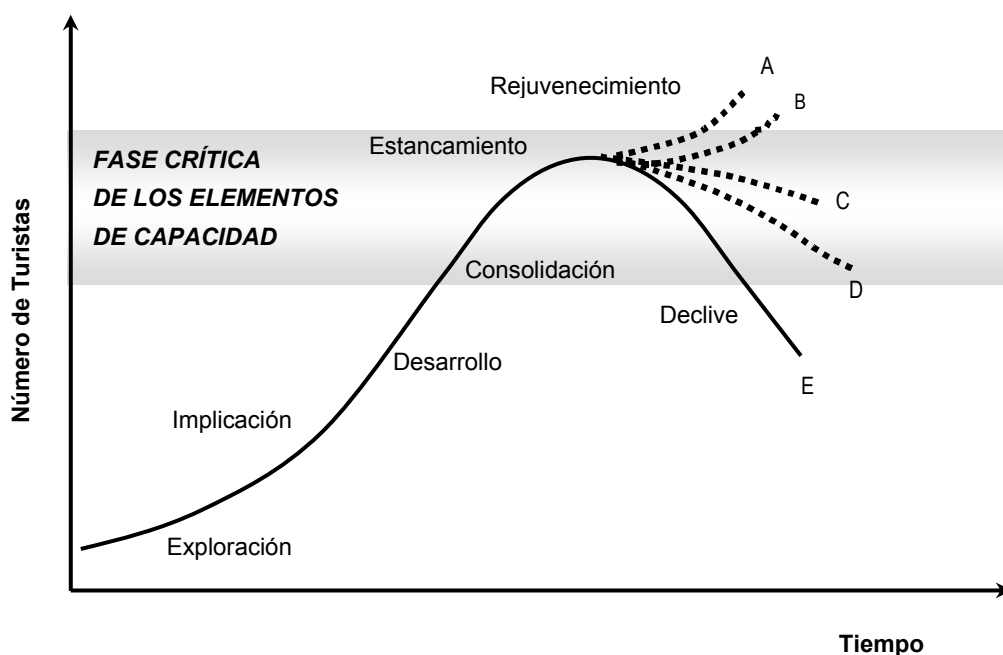 A
Rejuvenecimiento
B
Estancamiento
FASE CRÍTICA
DE LOS ELEMENTOS
DE CAPACIDAD
C
Consolidación
D
Declive
Desarrollo
E
Implicación
Exploración
Número de Turistas
Tiempo